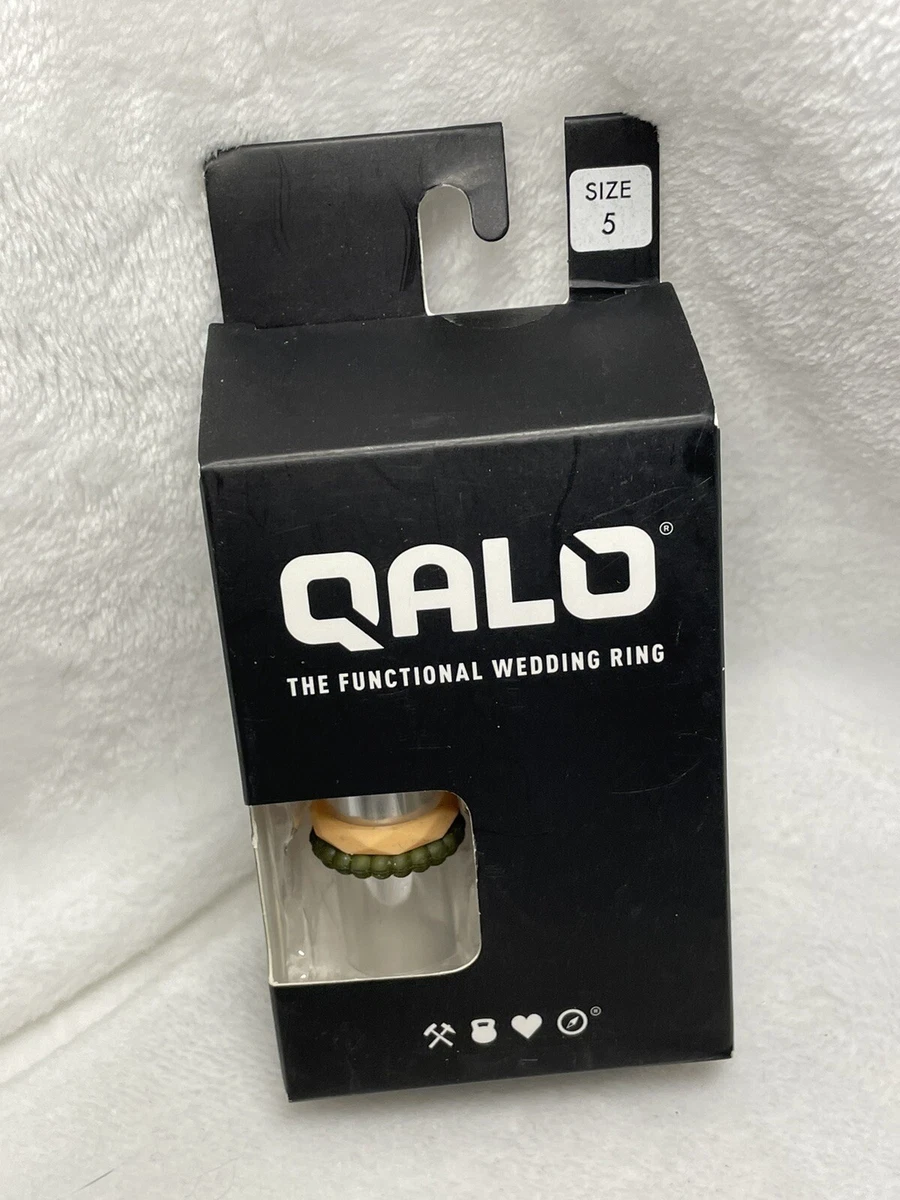 SIZE
5
QALO®
THE FUNCTIONAL WEDDING RING
®